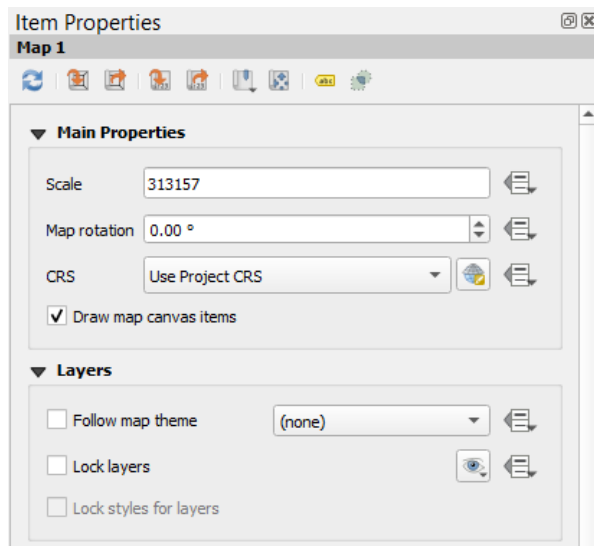 Item Properties
Map 1
abc
Main Properties
Scale 313157
Map rotation 0.00 °
CRS Use Project CRS
Draw map canvas items
Layers
Follow map theme (none)
Lock layers
Lock styles for layers